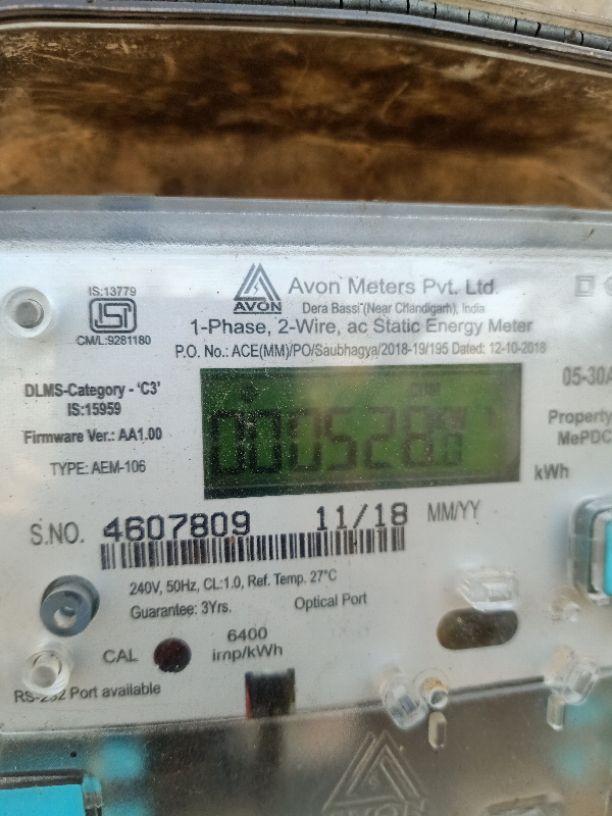 IS:13779
ISI
CM/L:9281180
AVON
Avon Meters Pvt. Ltd.
Dera Bassi (Near Chandigarh), India
1-Phase, 2-Wire, ac Static Energy Meter
P.O. No.: ACE(MM)/PO/Saubhagya/2018-19/195 Dated: 12-10-2018
DLMS-Category - 'C3'
IS:15959
Firmware Ver.: AA1.00
TYPE: AEM-106
000528
05-30A
Property
MePDC
kWh
S.NO. 4607809 11/18 MM/YY
240V, 50Hz, CL:1.0, Ref. Temp. 27°C
Guarantee: 3Yrs. Optical Port
CAL
6400
imp/kWh
RS-232 Port available
AVON